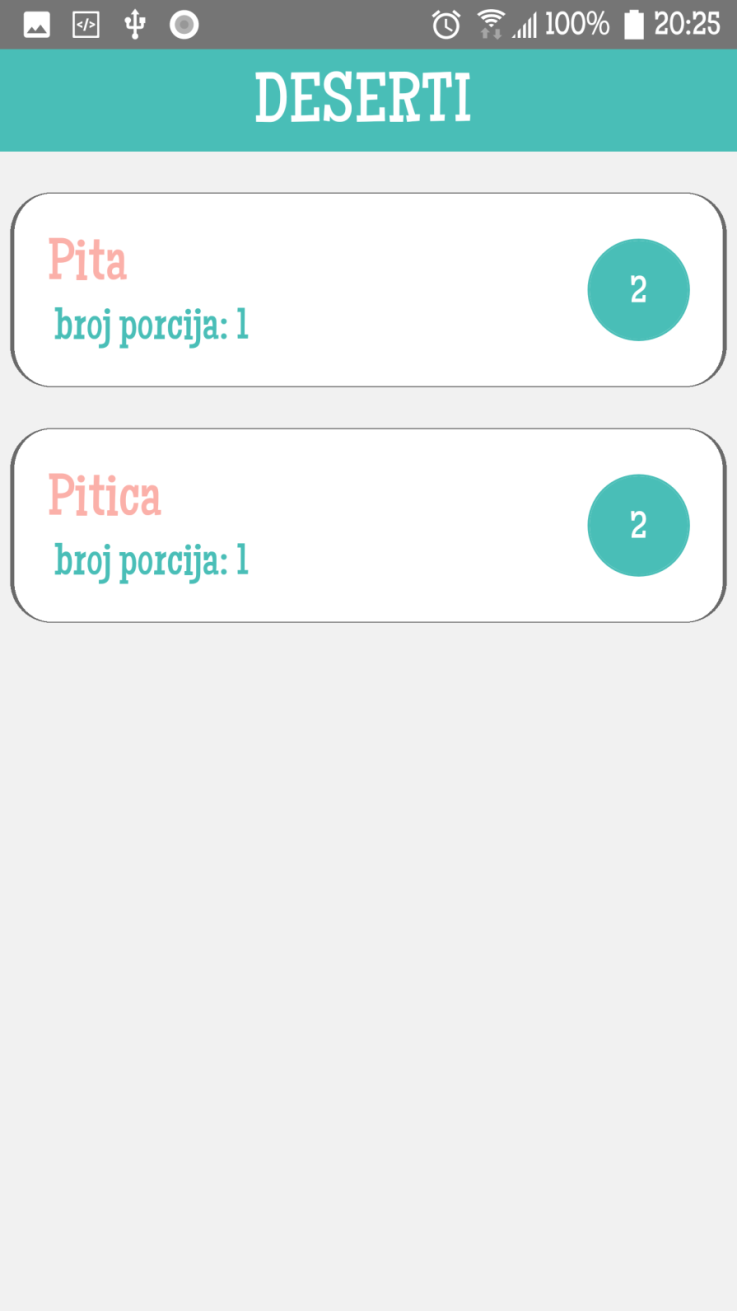 100% 20:25
DESERTI
Pita
broj porcija: 1
2
Pitica
broj porcija: 1
2